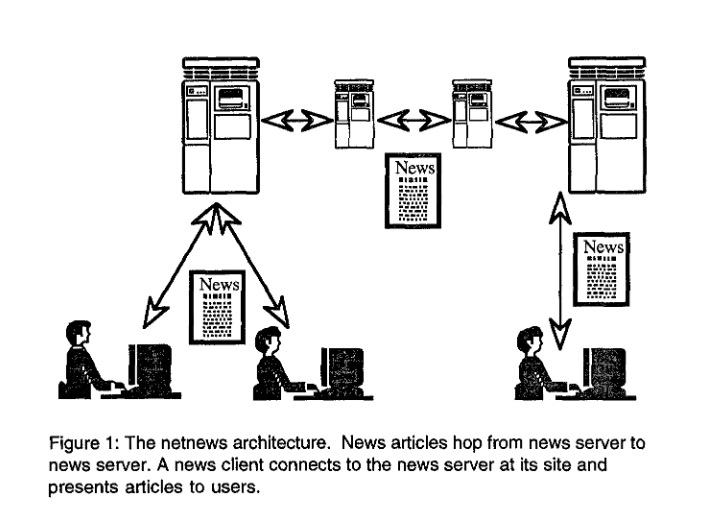 News
News
News
Figure 1: The netnews architecture. News articles hop from news server to
news server. A news client connects to the news server at its site and
presents articles to users.